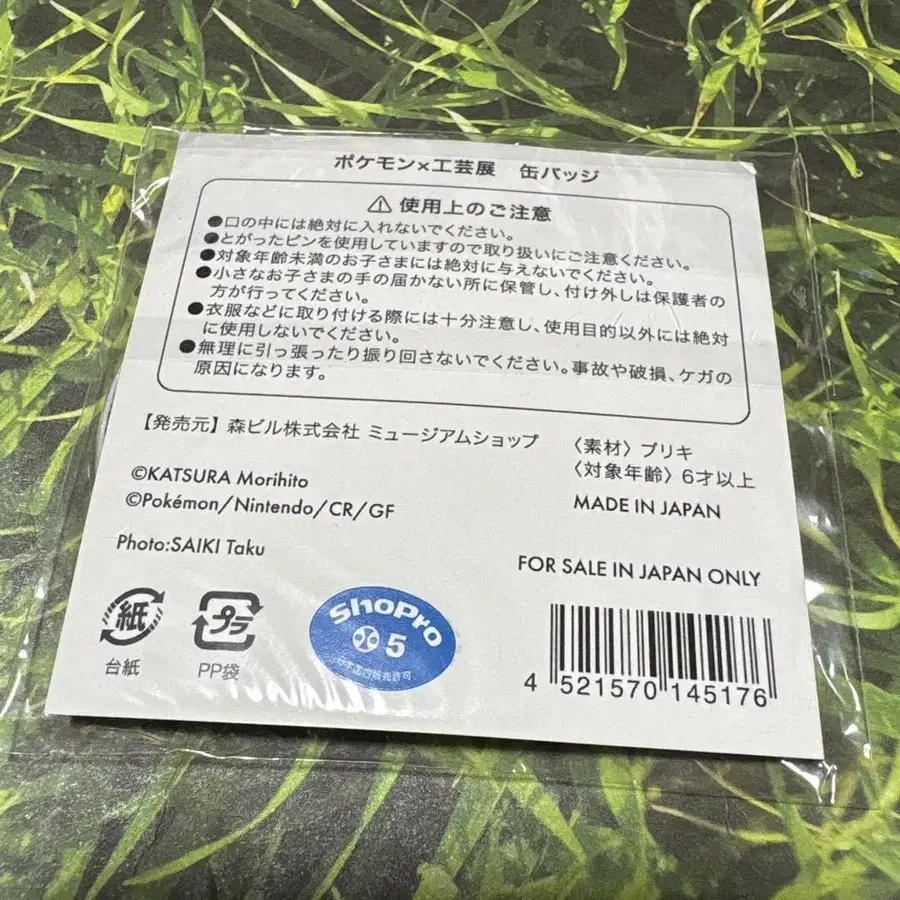 ポケモン×工芸展 缶バッジ
⚠ 使用上のご注意
●口の中には絶対に入れないでください。
●とがったピンを使用していますので取り扱いにご注意ください。
●対象年齢未満のお子さまには絶対に与えないでください。
●小さなお子さまの手の届かない所に保管し、付け外しは保護者の
方が行ってください。
●衣服などに取り付ける際には十分注意し、使用目的以外には絶対
に使用しないでください。
●無理に引っ張ったり振り回さないでください。事故や破損、ケガの
原因になります。
【発売元】森ビル株式会社 ミュージアムショップ
〈素材〉ブリキ
〈対象年齢〉6才以上
©KATSURA Morihito
©Pokémon/Nintendo/CR/GF
MADE IN JAPAN
Photo:SAIKI Taku
FOR SALE IN JAPAN ONLY
紙
台紙
プラ
PP袋
ShoPro
5
日本国内販売許可
4 521570 145176